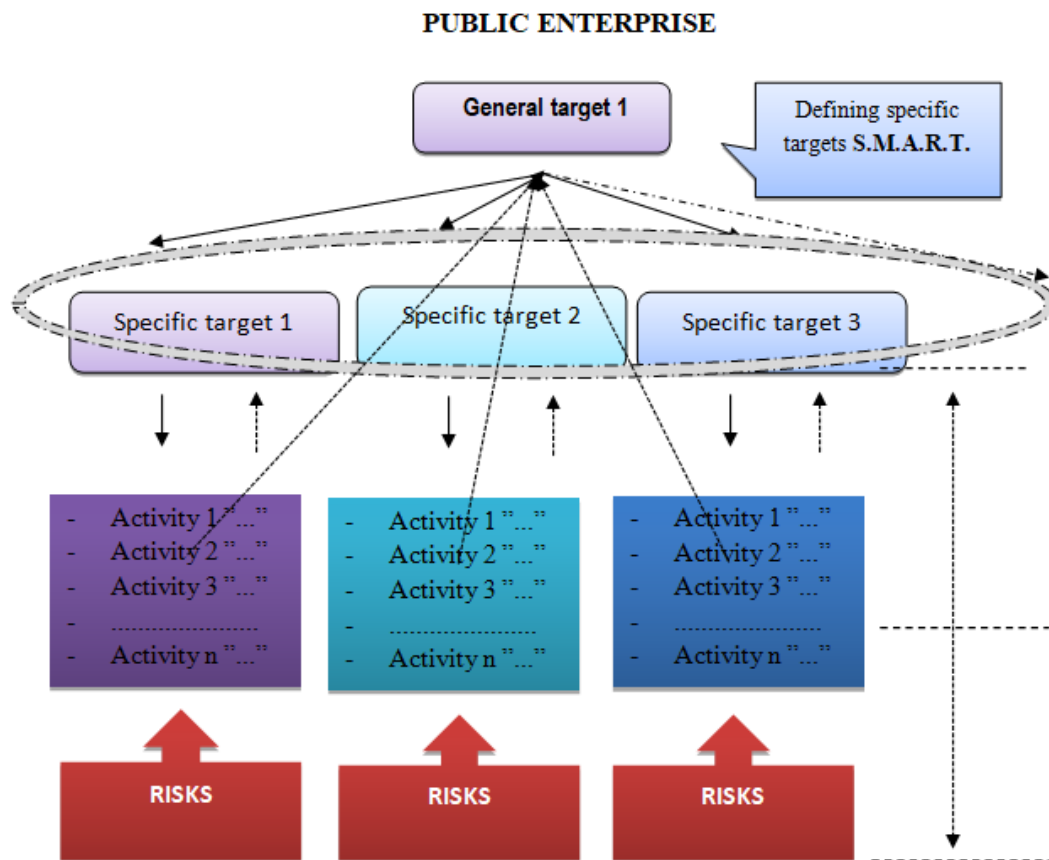 PUBLIC ENTERPRISE
General target 1
Defining specific
targets S.M.A.R.T.
Specific target 1
Specific target 2
Specific target 3
- Activity 1 ”...”
- Activity 2 ”...”
- Activity 3 ”...”
- ......................
- Activity n ”...”
- Activity 1 ”...”
- Activity 2 ”...”
- Activity 3 ”...”
- ......................
- Activity n ”...”
- Activity 1 ”...”
- Activity 2 ”...”
- Activity 3 ”...”
- ......................
- Activity n ”...”
RISKS
RISKS
RISKS